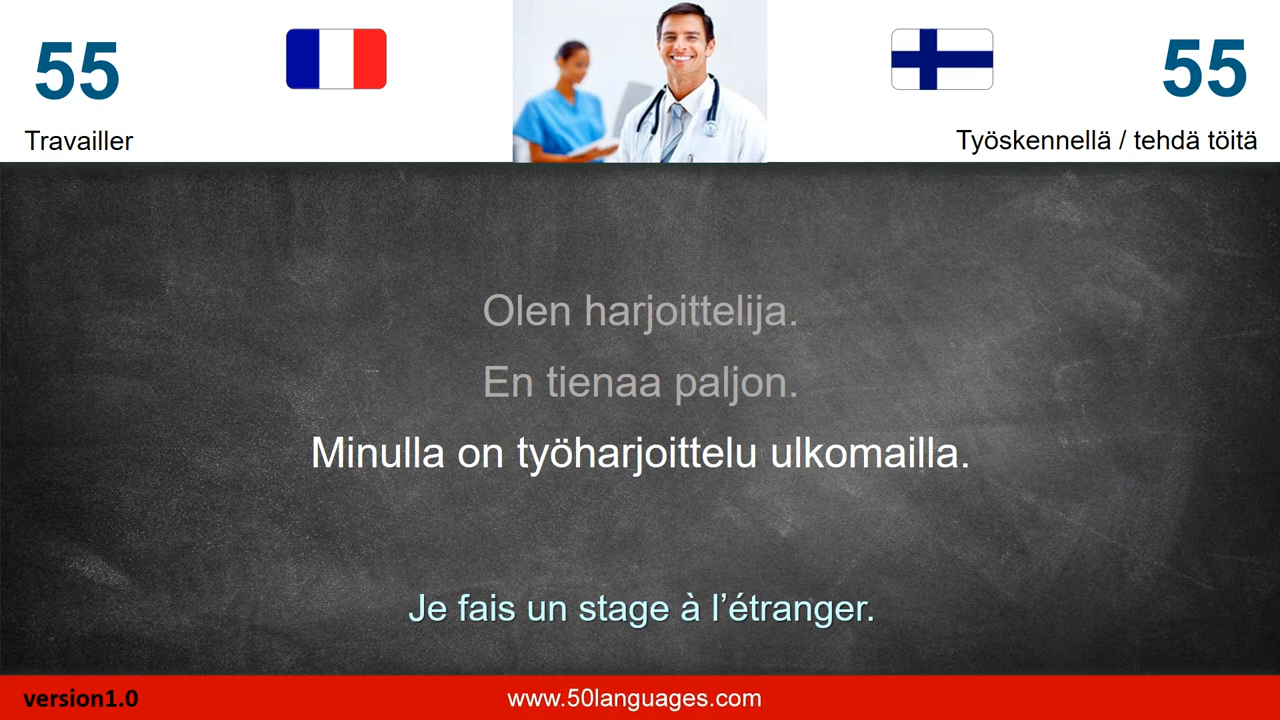 55
55
Travailler
Työskennellä / tehdä töitä
Olen harjoittelija.
En tienaa paljon.
Minulla on työharjoittelu ulkomailla.
Je fais un stage à l’étranger.
version1.0
www.50languages.com